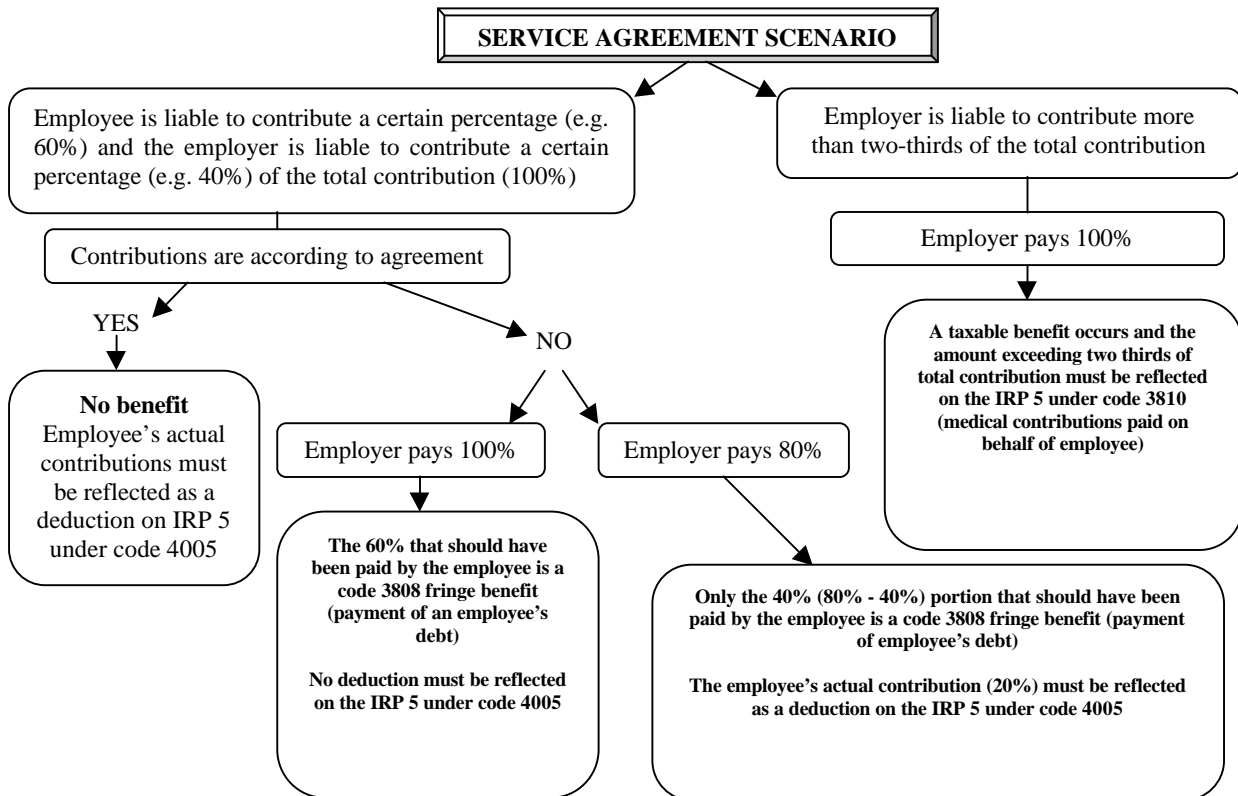 SERVICE AGREEMENT SCENARIO
Employee is liable to contribute a certain percentage (e.g.
60%) and the employer is liable to contribute a certain
percentage (e.g. 40%) of the total contribution (100%)
Employer is liable to contribute more
than two-thirds of the total contribution
Contributions are according to agreement
Employer pays 100%
YES
NO
No benefit
Employee’s actual
contributions must
be reflected as a
deduction on IRP 5
under code 4005
Employer pays 100%
Employer pays 80%
A taxable benefit occurs and the
amount exceeding two thirds of
total contribution must be reflected
on the IRP 5 under code 3810
(medical contributions paid on
behalf of employee)
The 60% that should have
been paid by the employee is a
code 3808 fringe benefit
(payment of an employee’s
debt)
No deduction must be reflected
on the IRP 5 under code 4005
Only the 40% (80% - 40%) portion that should have been
paid by the employee is a code 3808 fringe benefit (payment
of employee’s debt)
The employee’s actual contribution (20%) must be reflected
as a deduction on the IRP 5 under code 4005